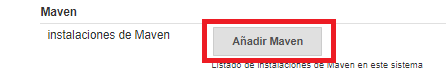 Maven
instalaciones de Maven
Añadir Maven
Listado de instalaciones de Maven en este sistema